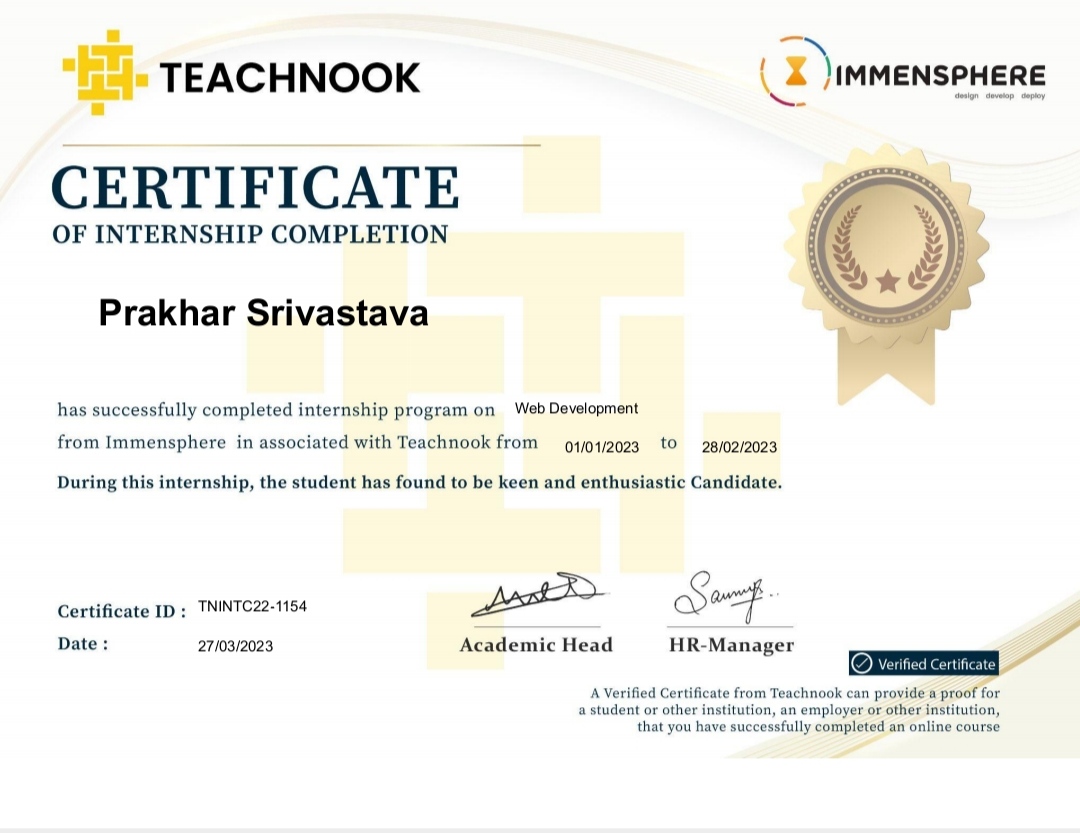 TEACHNOOK
IMMENSPHERE
design develop deploy
CERTIFICATE
OF INTERNSHIP COMPLETION
Prakhar Srivastava
has successfully completed internship program on Web Development
from Immensphere in associated with Teachnook from 01/01/2023 to 28/02/2023
During this internship, the student has found to be keen and enthusiastic Candidate.
Certificate ID : TNINTC22-1154
Date : 27/03/2023
Academic Head
HR-Manager
Verified Certificate
A Verified Certificate from Teachnook can provide a proof for
a student or other institution, an employer or other institution,
that you have successfully completed an online course